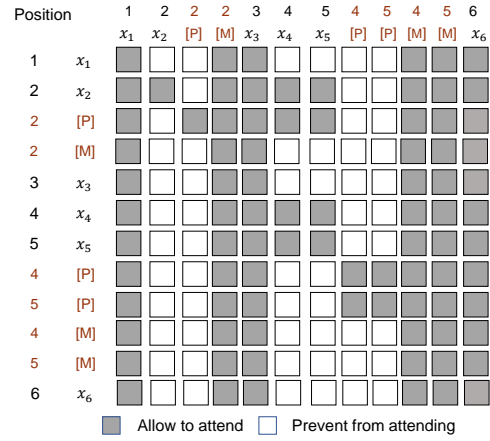 Position 1 2 2 2 3 4 5 4 5 4 5 6
x₁ x₂ [P] [M] x₃ x₄ x₅ [P] [P] [M] [M] x₆
1 x₁
2 x₂
2 [P]
2 [M]
3 x₃
4 x₄
5 x₅
4 [P]
5 [P]
4 [M]
5 [M]
6 x₆
Allow to attend Prevent from attending